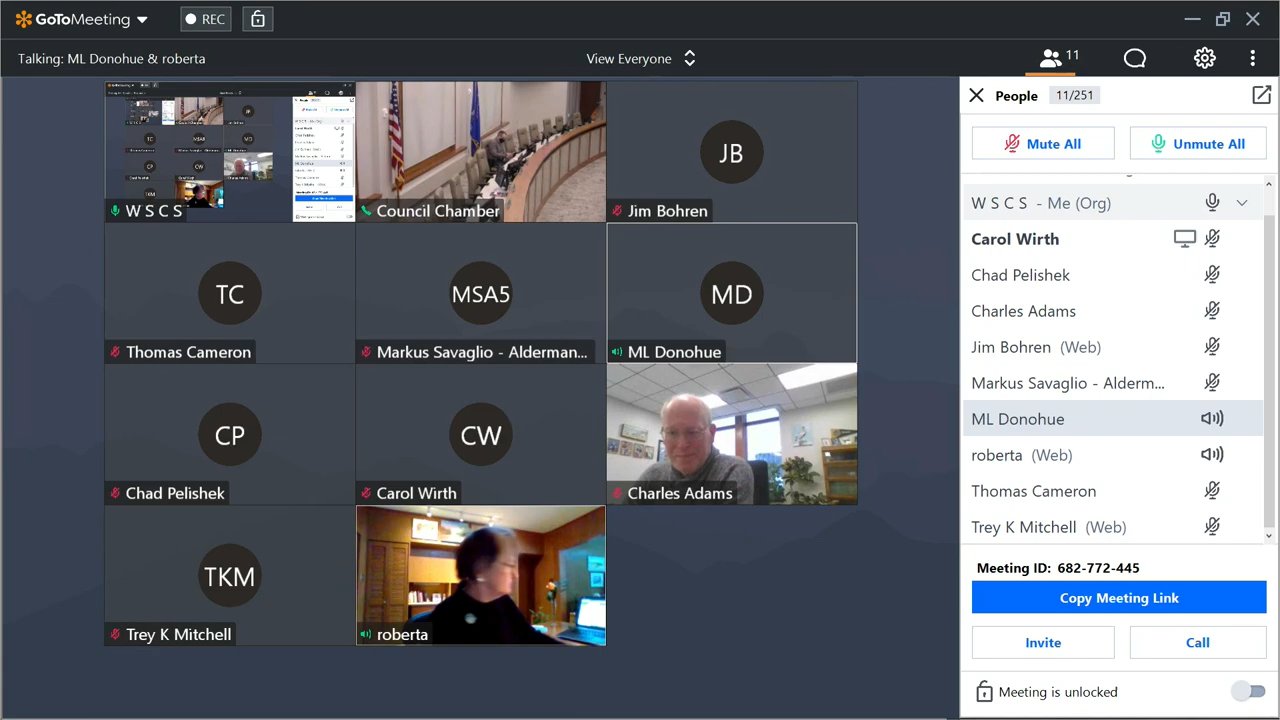 GoToMeeting
REC
Talking: ML Donohue & roberta
View Everyone
11
People 11/251
Mute All
Unmute All
W S C S - Me (Org)
Carol Wirth
Chad Pelishek
Charles Adams
Jim Bohren (Web)
Markus Savaglio - Alderm...
ML Donohue
roberta (Web)
Thomas Cameron
Trey K Mitchell (Web)
Meeting ID: 682-772-445
Copy Meeting Link
Invite
Call
Meeting is unlocked
W S C S
Council Chamber
JB
Jim Bohren
TC
Thomas Cameron
MSA5
Markus Savaglio - Alderman...
MD
ML Donohue
CP
Chad Pelishek
CW
Carol Wirth
Charles Adams
TKM
Trey K Mitchell
roberta